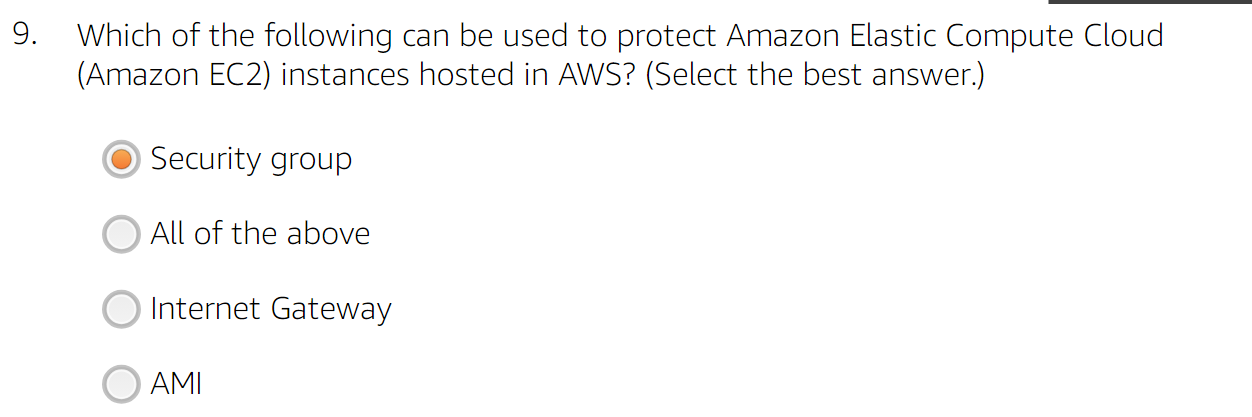 9. Which of the following can be used to protect Amazon Elastic Compute Cloud
(Amazon EC2) instances hosted in AWS? (Select the best answer.)
Security group
All of the above
Internet Gateway
AMI